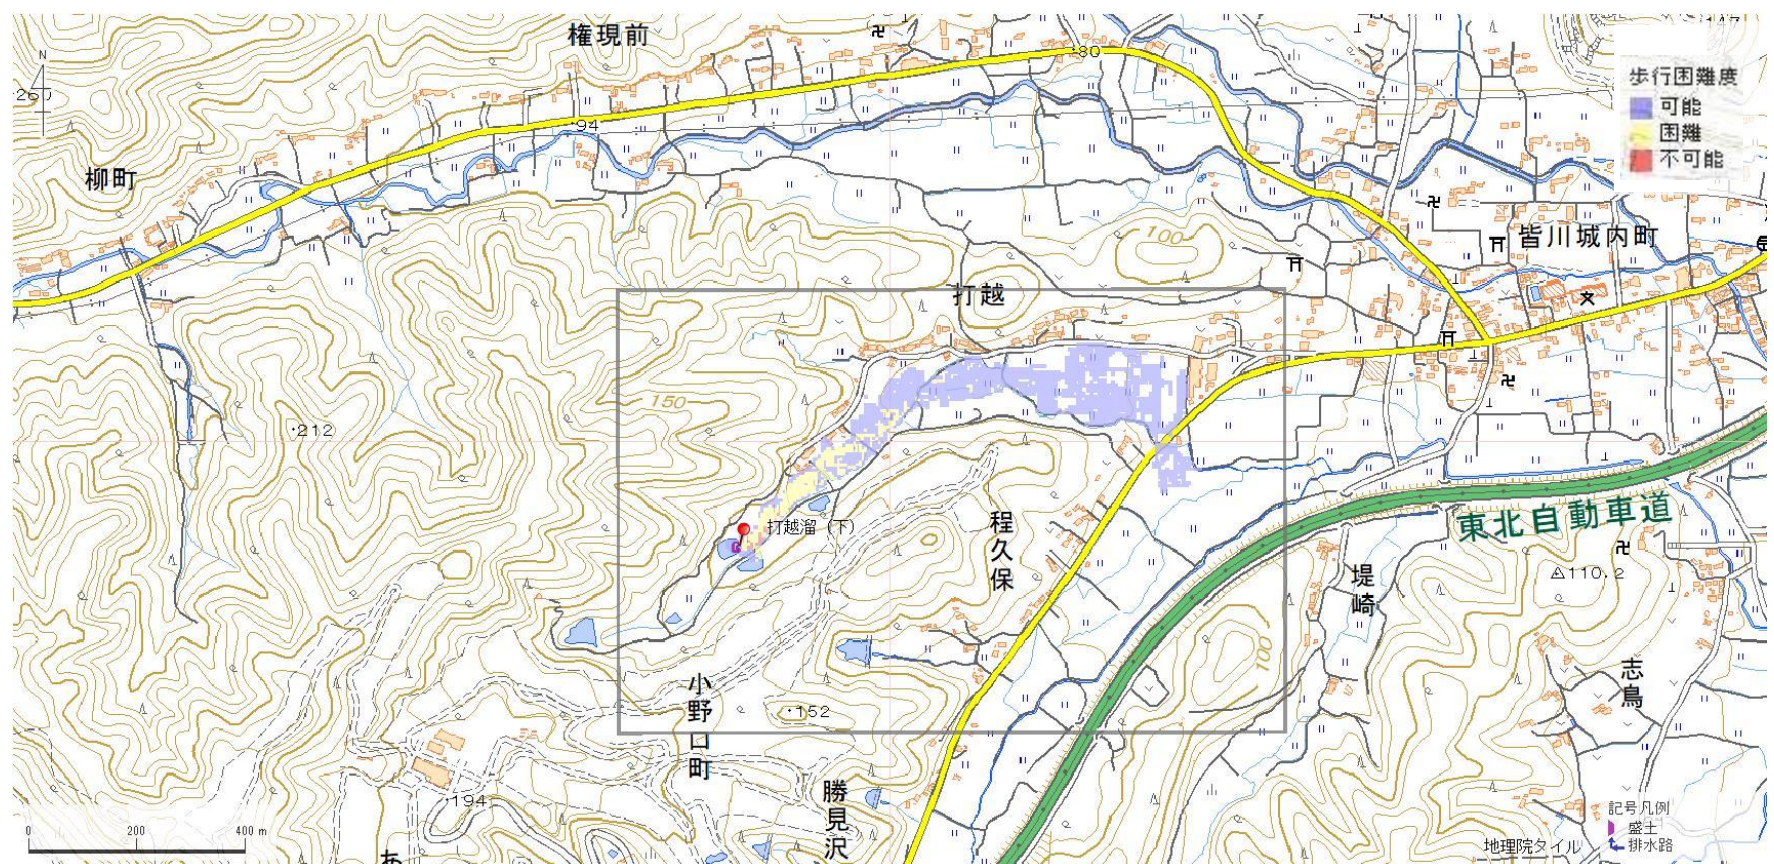 権現前
N
80
歩行困難度
可能
困難
不可能
260
94
柳町
100
皆川城内町
打越
150
212
打越溜（下）
程久保
東北自動車道
堤崎
110.2
100
志鳥
小野口町
152
194
勝見沢
記号凡例
盛土
排水路
地理院タイル
0 200 400 m